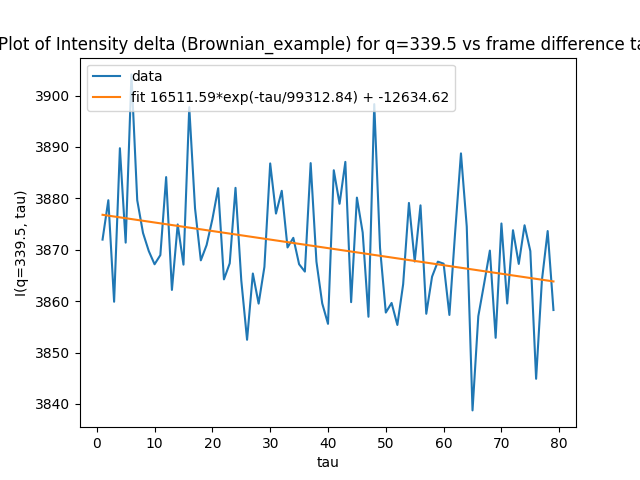 Plot of Intensity delta (Brownian_example) for q=339.5 vs frame difference ta
data
fit 16511.59*exp(-tau/99312.84) + -12634.62
3900
3890
3880
3870
3860
3850
3840
I(q=339.5, tau)
0 10 20 30 40 50 60 70 80
tau